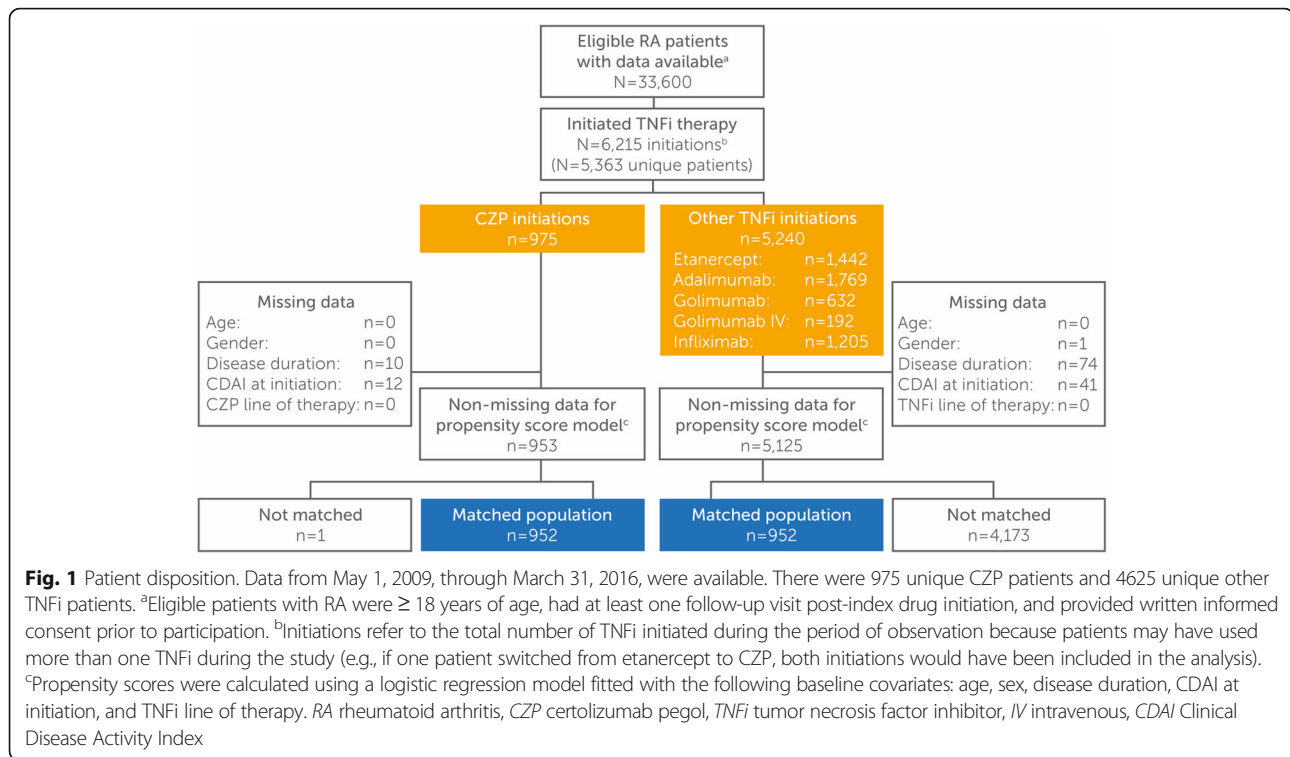 Eligible RA patients
with data availableᵃ
N=33,600
Initiated TNFi therapy
N=6,215 initiationsᵇ
(N=5,363 unique patients)
CZP initiations
n=975
Other TNFi initiations
n=5,240
Etanercept: n=1,442
Adalimumab: n=1,769
Golimumab: n=632
Golimumab IV: n=192
Infliximab: n=1,205
Missing data
Age: n=0
Gender: n=0
Disease duration: n=10
CDAI at initiation: n=12
CZP line of therapy: n=0
Missing data
Age: n=0
Gender: n=1
Disease duration: n=74
CDAI at initiation: n=41
TNFi line of therapy: n=0
Non-missing data for
propensity score modelᶜ
n=953
Non-missing data for
propensity score modelᶜ
n=5,125
Not matched
n=1
Matched population
n=952
Matched population
n=952
Not matched
n=4,173
Fig. 1 Patient disposition. Data from May 1, 2009, through March 31, 2016, were available. There were 975 unique CZP patients and 4625 unique other
TNFi patients. ᵃEligible patients with RA were ≥ 18 years of age, had at least one follow-up visit post-index drug initiation, and provided written informed
consent prior to participation. ᵇInitiations refer to the total number of TNFi initiated during the period of observation because patients may have used
more than one TNFi during the study (e.g., if one patient switched from etanercept to CZP, both initiations would have been included in the analysis).
ᶜPropensity scores were calculated using a logistic regression model fitted with the following baseline covariates: age, sex, disease duration, CDAI at
initiation, and TNFi line of therapy. RA rheumatoid arthritis, CZP certolizumab pegol, TNFi tumor necrosis factor inhibitor, IV intravenous, CDAI Clinical
Disease Activity Index